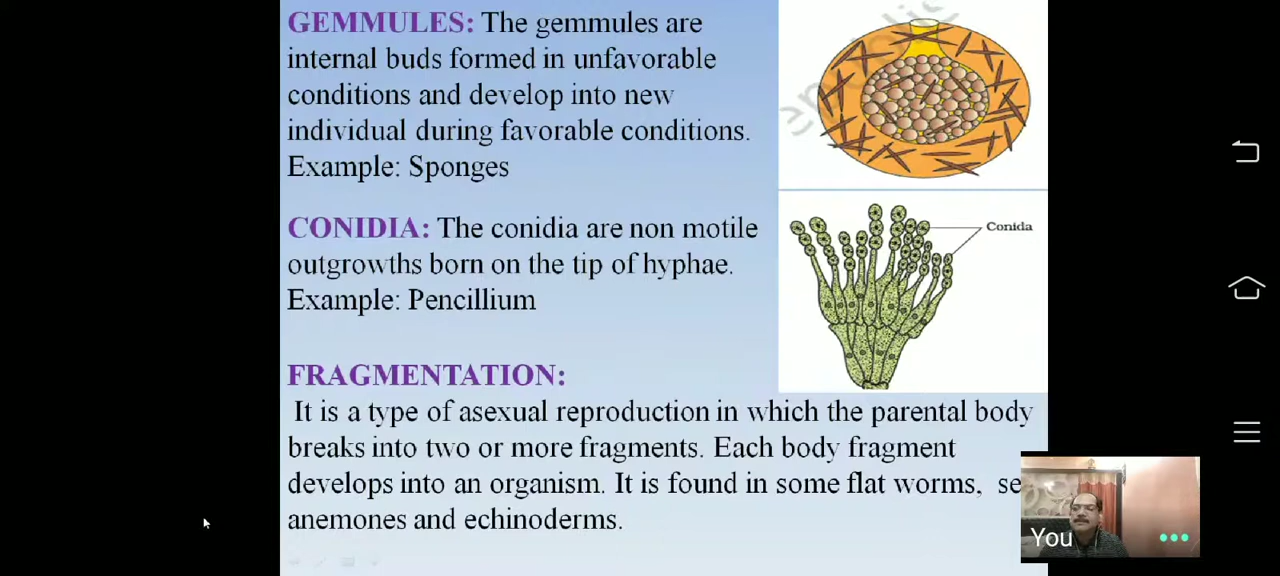 GEMMULES: The gemmules are
internal buds formed in unfavorable
conditions and develop into new
individual during favorable conditions.
Example: Sponges
CONIDIA: The conidia are non motile
outgrowths born on the tip of hyphae.
Example: Pencillium
Conida
FRAGMENTATION:
It is a type of asexual reproduction in which the parental body
breaks into two or more fragments. Each body fragment
develops into an organism. It is found in some flat worms, se
anemones and echinoderms.
You